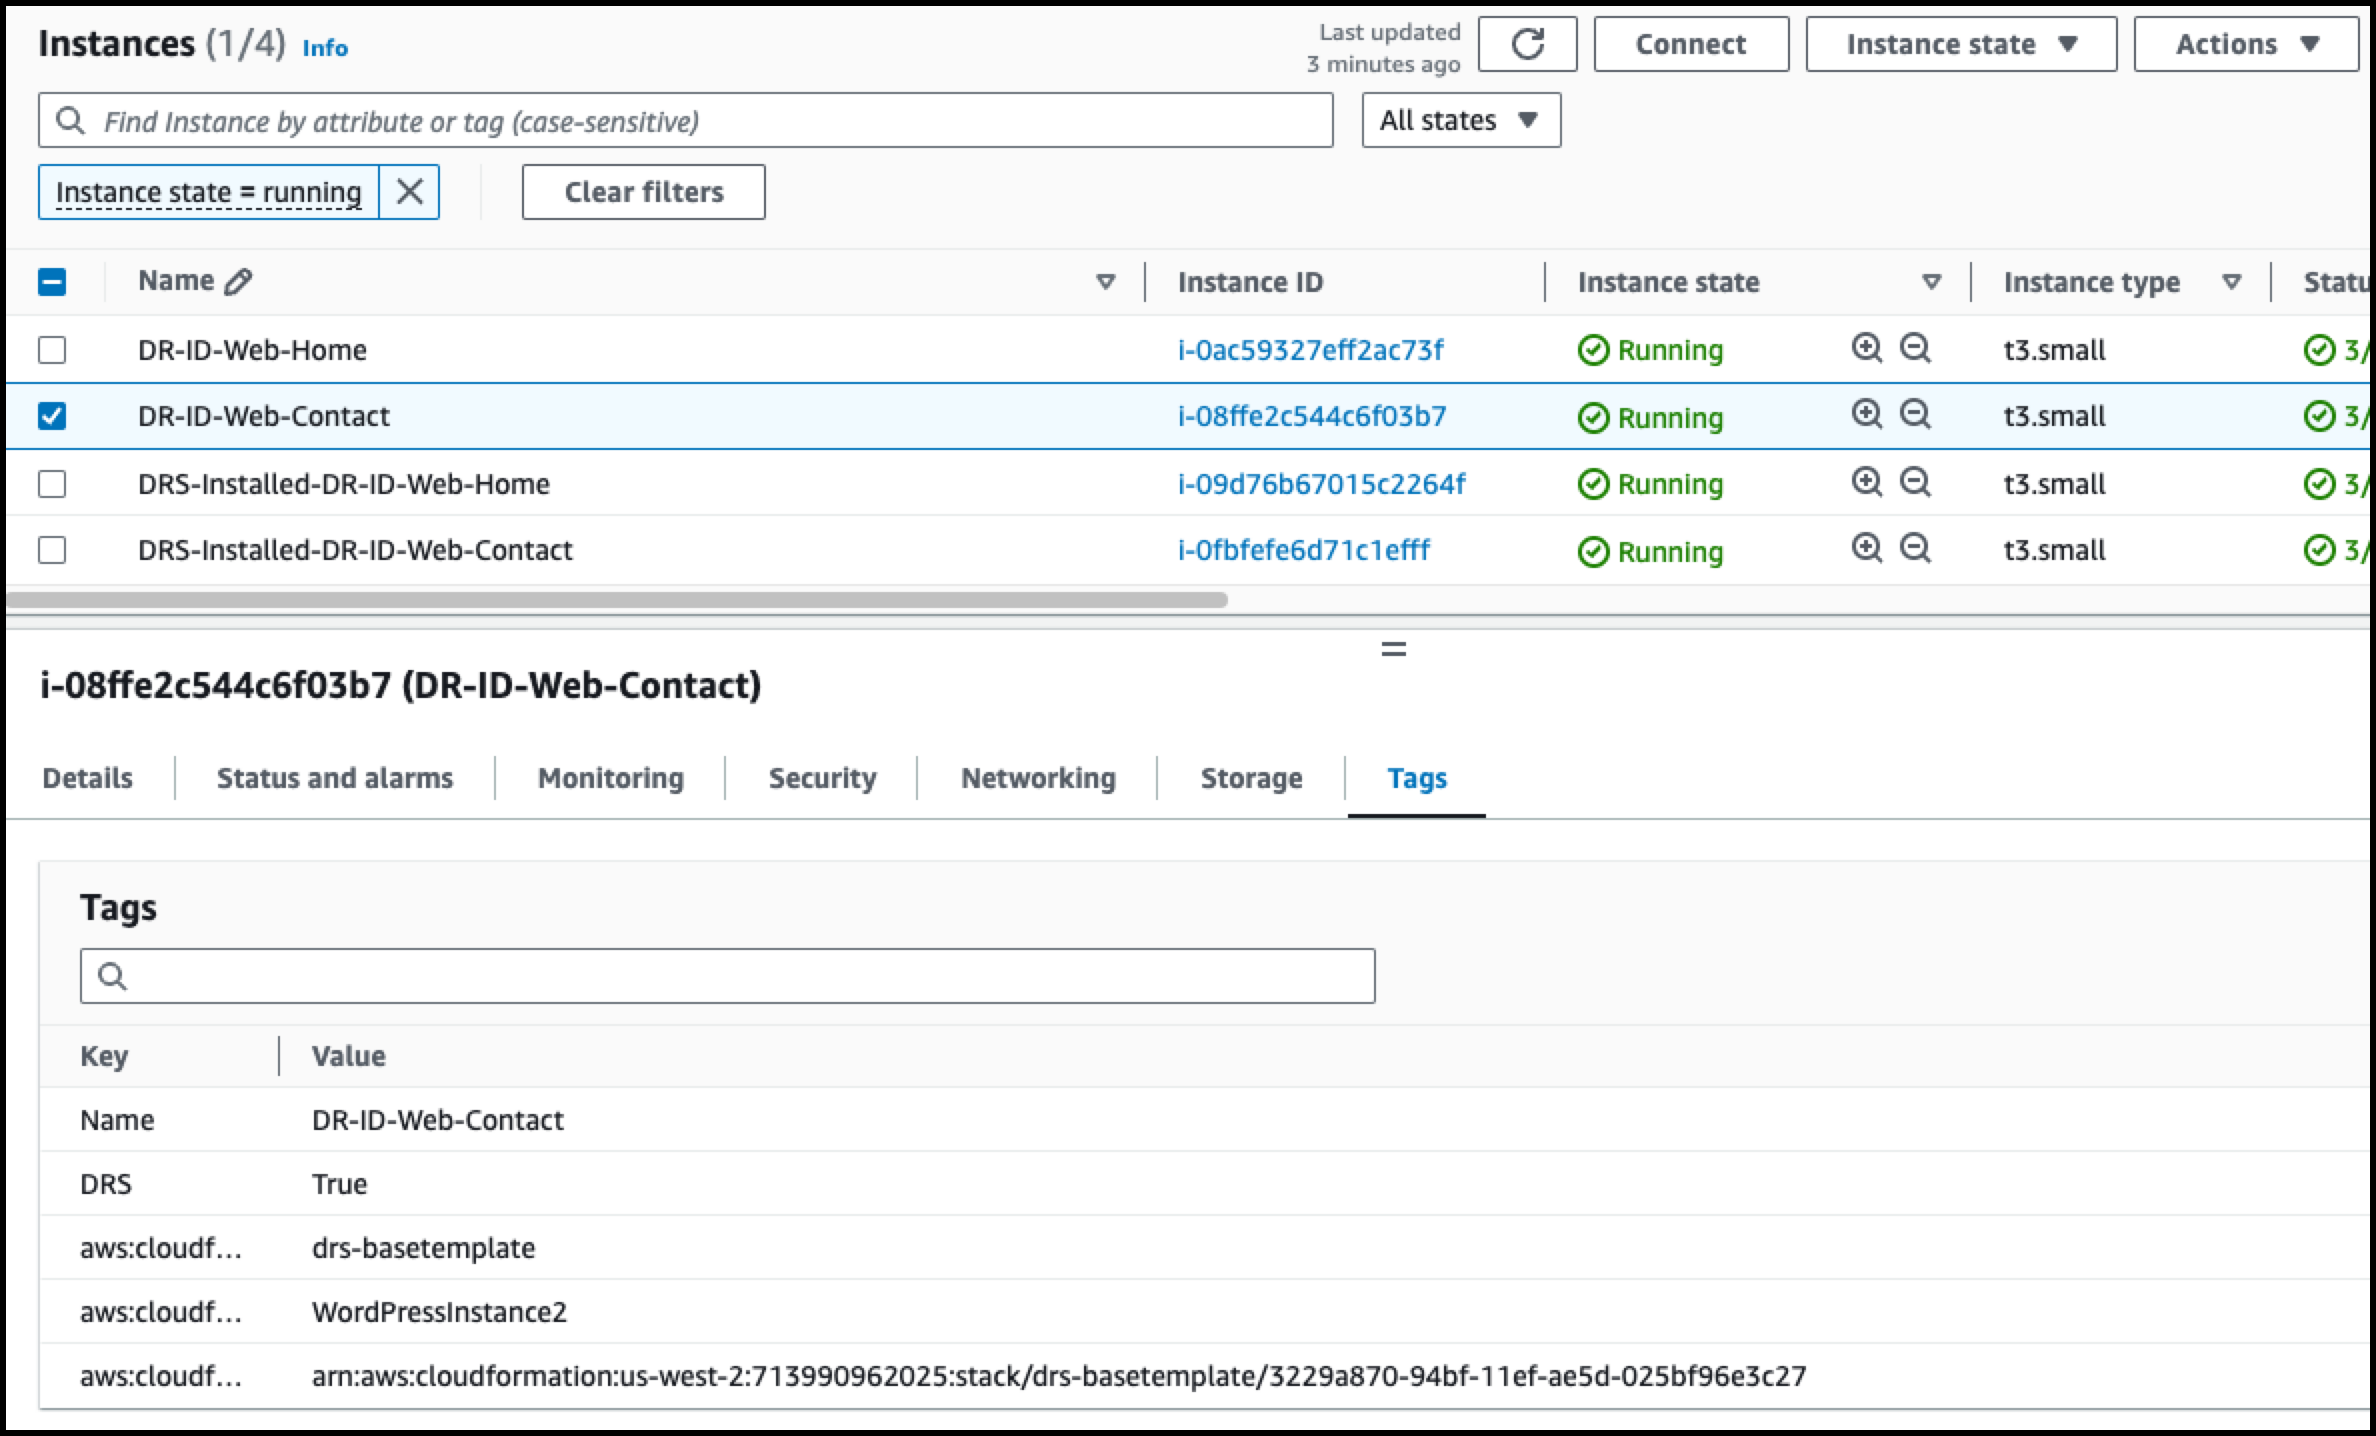 Instances (1/4) Info
Last updated
3 minutes ago
Connect
Instance state
Actions
Find Instance by attribute or tag (case-sensitive)
All states
Instance state = running
Clear filters
Name Instance ID Instance state Instance type Statu
DR-ID-Web-Home i-0ac59327eff2ac73f Running t3.small 3/
DR-ID-Web-Contact i-08ffe2c544c6f03b7 Running t3.small 3/
DRS-Installed-DR-ID-Web-Home i-09d76b67015c2264f Running t3.small 3/
DRS-Installed-DR-ID-Web-Contact i-0fbfefe6d71c1efff Running t3.small 3/
i-08ffe2c544c6f03b7 (DR-ID-Web-Contact)
Details Status and alarms Monitoring Security Networking Storage Tags
Tags
Key Value
Name DR-ID-Web-Contact
DRS True
aws:cloudf... drs-basetemplate
aws:cloudf... WordPressInstance2
aws:cloudf... arn:aws:cloudformation:us-west-2:713990962025:stack/drs-basetemplate/3229a870-94bf-11ef-ae5d-025bf96e3c27